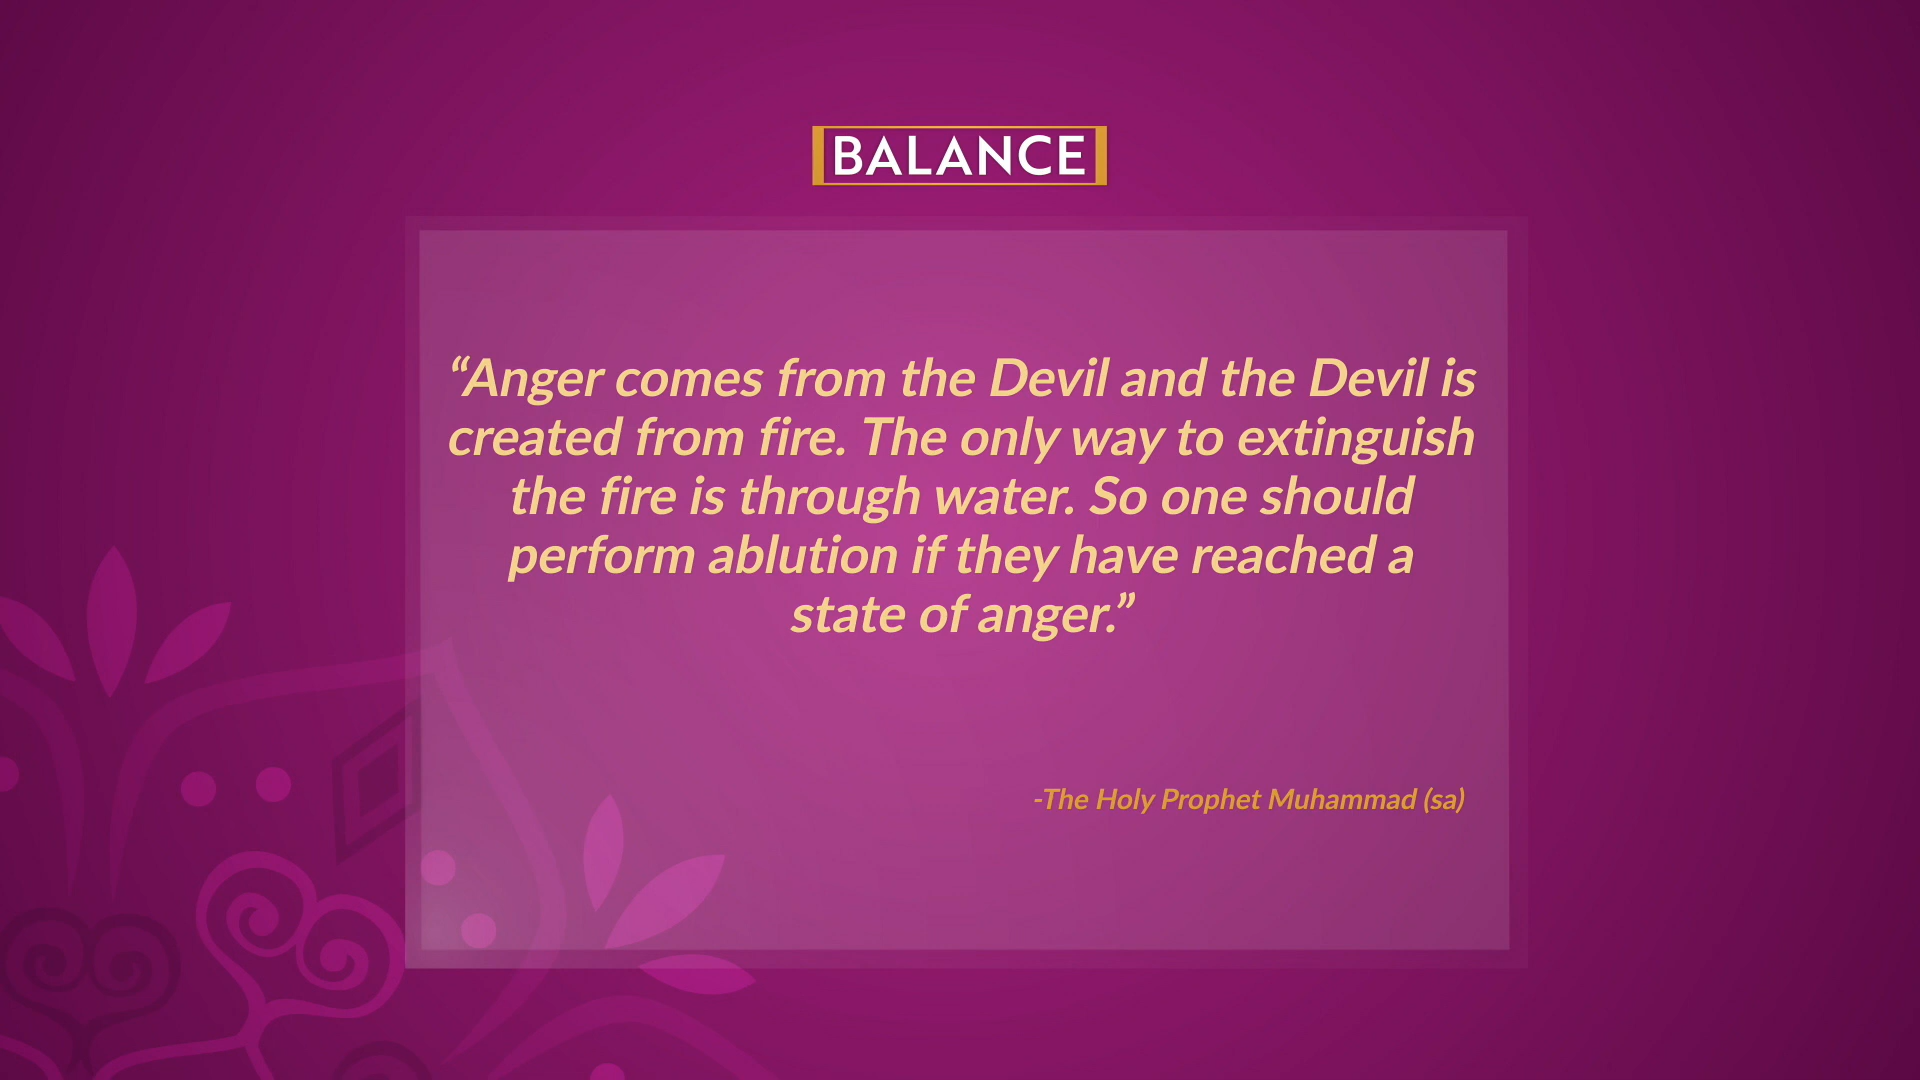 BALANCE
“Anger comes from the Devil and the Devil is
created from fire. The only way to extinguish
the fire is through water. So one should
perform ablution if they have reached a
state of anger.”
-The Holy Prophet Muhammad (sa)